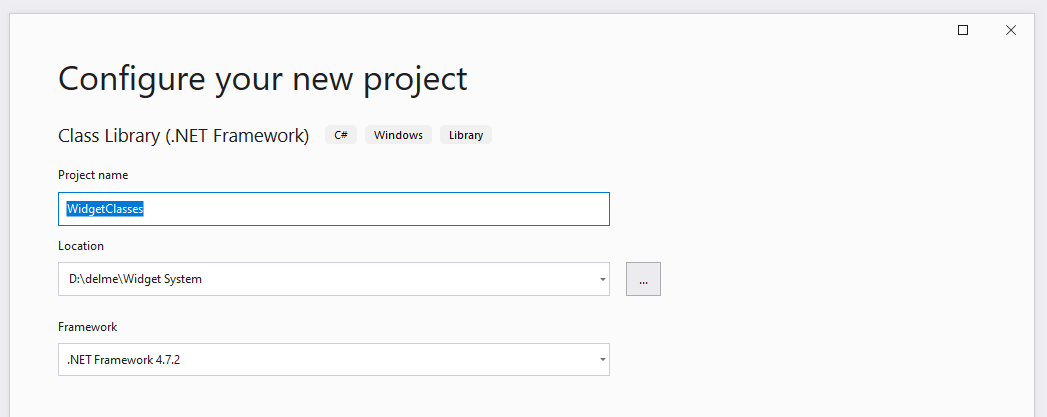 Configure your new project
Class Library (.NET Framework) C# Windows Library
Project name
WidgetClasses
Location
D:\delme\Widget System
...
Framework
.NET Framework 4.7.2